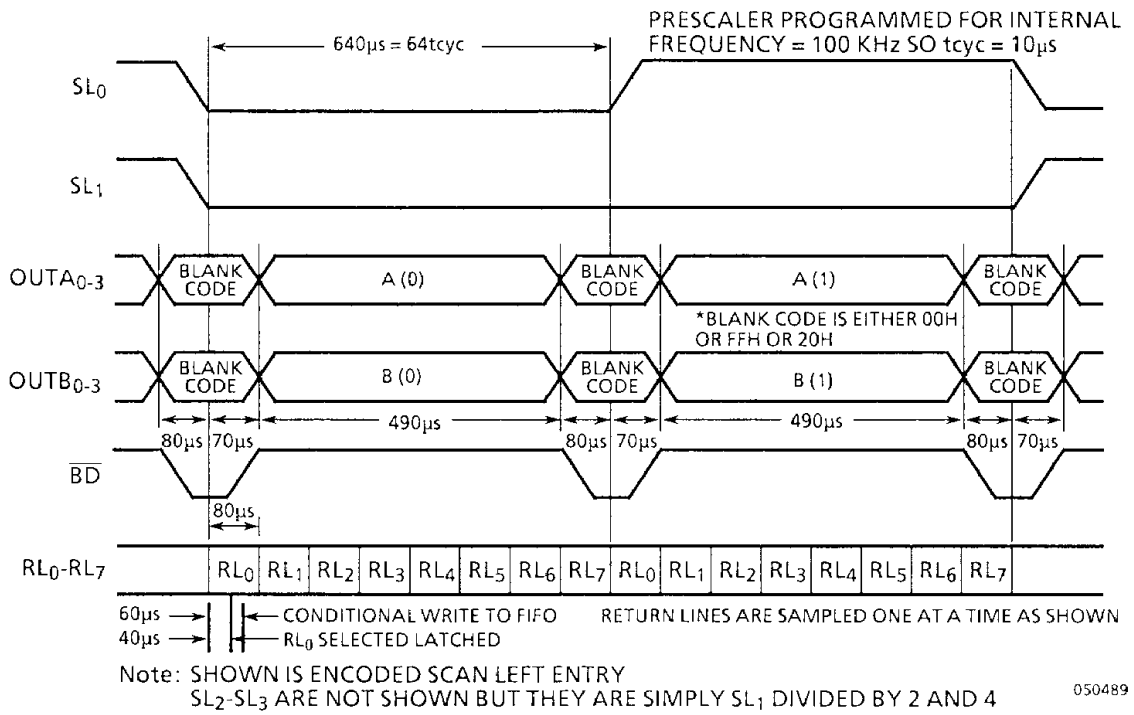 PRESCALER PROGRAMMED FOR INTERNAL
FREQUENCY = 100 KHz SO tcyc = 10µs
640µs = 64tcyc
SL0
SL1
OUTA0-3
BLANK CODE
A (0)
BLANK CODE
A (1)
BLANK CODE
*BLANK CODE IS EITHER 00H
OR FFH OR 20H
OUTB0-3
BLANK CODE
B (0)
BLANK CODE
B (1)
BLANK CODE
80µs 70µs 490µs 80µs 70µs 490µs 80µs 70µs
BD
80µs
RL0-RL7
RL0 RL1 RL2 RL3 RL4 RL5 RL6 RL7 RL0 RL1 RL2 RL3 RL4 RL5 RL6 RL7
60µs CONDITIONAL WRITE TO FIFO RETURN LINES ARE SAMPLED ONE AT A TIME AS SHOWN
40µs RL0 SELECTED LATCHED
Note: SHOWN IS ENCODED SCAN LEFT ENTRY
SL2-SL3 ARE NOT SHOWN BUT THEY ARE SIMPLY SL1 DIVIDED BY 2 AND 4
050489